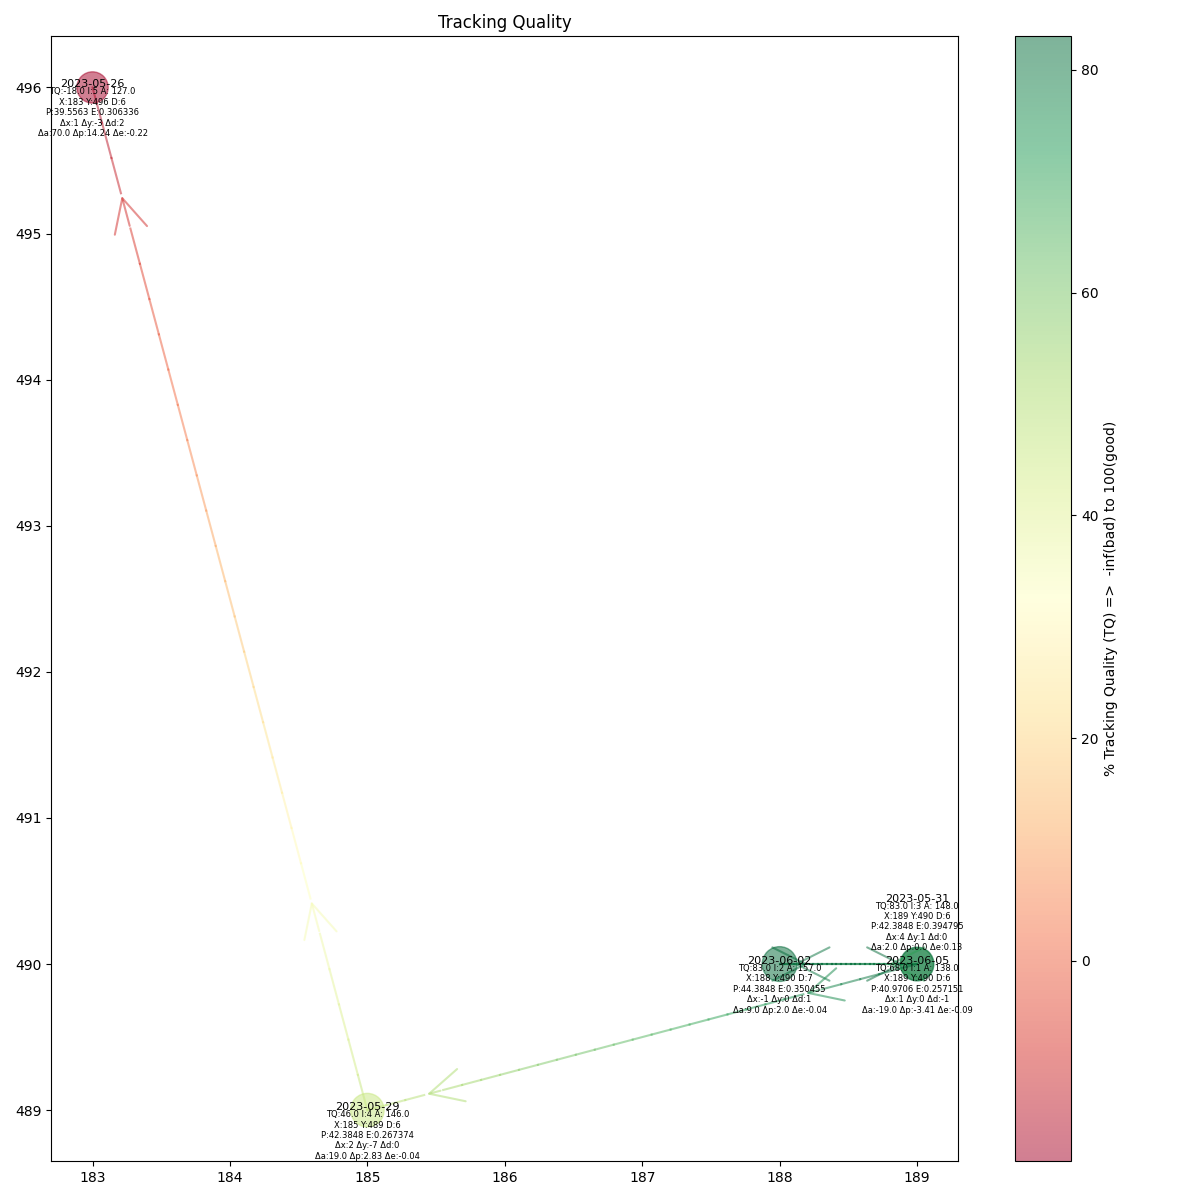 Tracking Quality
496
495
494
493
492
491
490
489
183
184
185
186
187
188
189
2023-05-26
TQ:-18.0 I:5 A: 127.0
X:183 Y:496 D:6
P:39.5563 E:0.306336
Δx:1 Δy:-3 Δd:2
Δa:70.0 Δp:14.24 Δe:-0.22
2023-05-31
TQ:83.0 I:3 A: 148.0
X:189 Y:490 D:6
P:42.3848 E:0.394795
Δx:4 Δy:1 Δd:0
Δa:2.0 Δp:0.0 Δe:0.13
2023-06-02
TQ:83.0 I:2 A: 157.0
X:188 Y:490 D:7
P:44.3848 E:0.350455
Δx:-1 Δy:0 Δd:1
Δa:9.0 Δp:2.0 Δe:-0.04
2023-06-05
TQ:68.0 I:1 A: 138.0
X:189 Y:490 D:6
P:40.9706 E:0.257151
Δx:1 Δy:0 Δd:-1
Δa:-19.0 Δp:-3.41 Δe:-0.09
2023-05-29
TQ:46.0 I:4 A: 146.0
X:185 Y:489 D:6
P:42.3848 E:0.267374
Δx:2 Δy:-7 Δd:0
Δa:19.0 Δp:2.83 Δe:-0.04
80
60
40
20
0
% Tracking Quality (TQ) => -inf(bad) to 100(good)